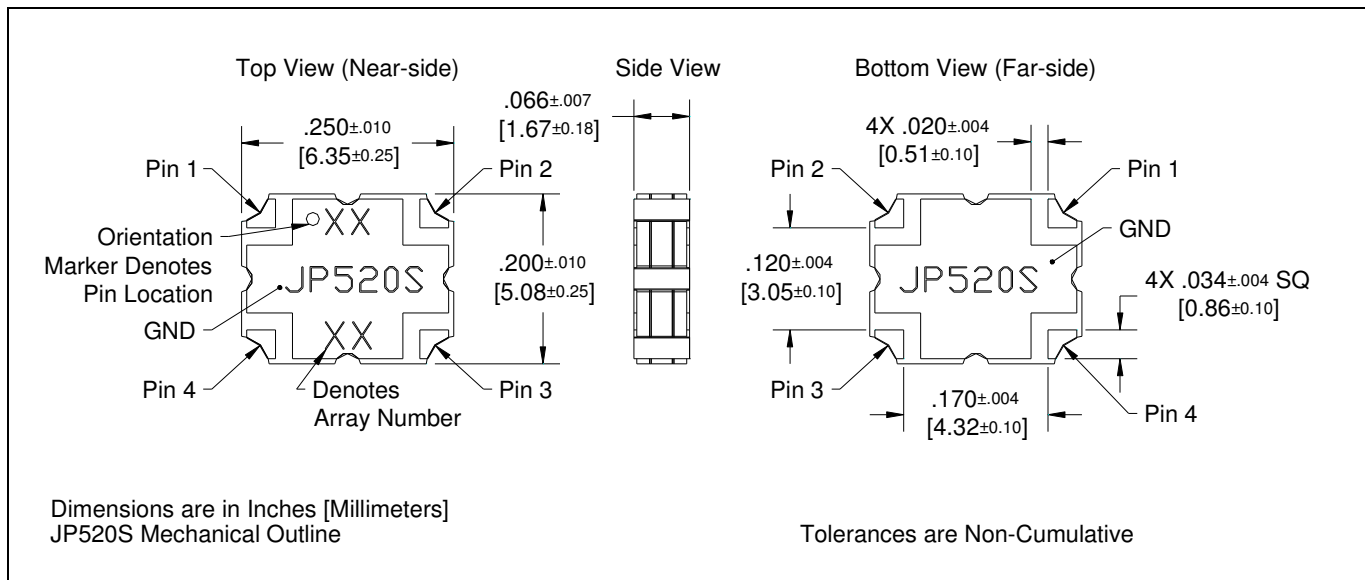 Top View (Near-side)
Side View
Bottom View (Far-side)
.250±.010
[6.35±0.25]
Pin 1
Pin 2
Orientation
Marker Denotes
Pin Location
GND
Pin 4
XX
JP520S
XX
Denotes
Array Number
Pin 3
.200±.010
[5.08±0.25]
.066±.007
[1.67±0.18]
4X .020±.004
[0.51±0.10]
Pin 2
Pin 1
GND
.120±.004
[3.05±0.10]
JP520S
4X .034±.004 SQ
[0.86±0.10]
Pin 3
.170±.004
[4.32±0.10]
Pin 4
Dimensions are in Inches [Millimeters]
JP520S Mechanical Outline
Tolerances are Non-Cumulative